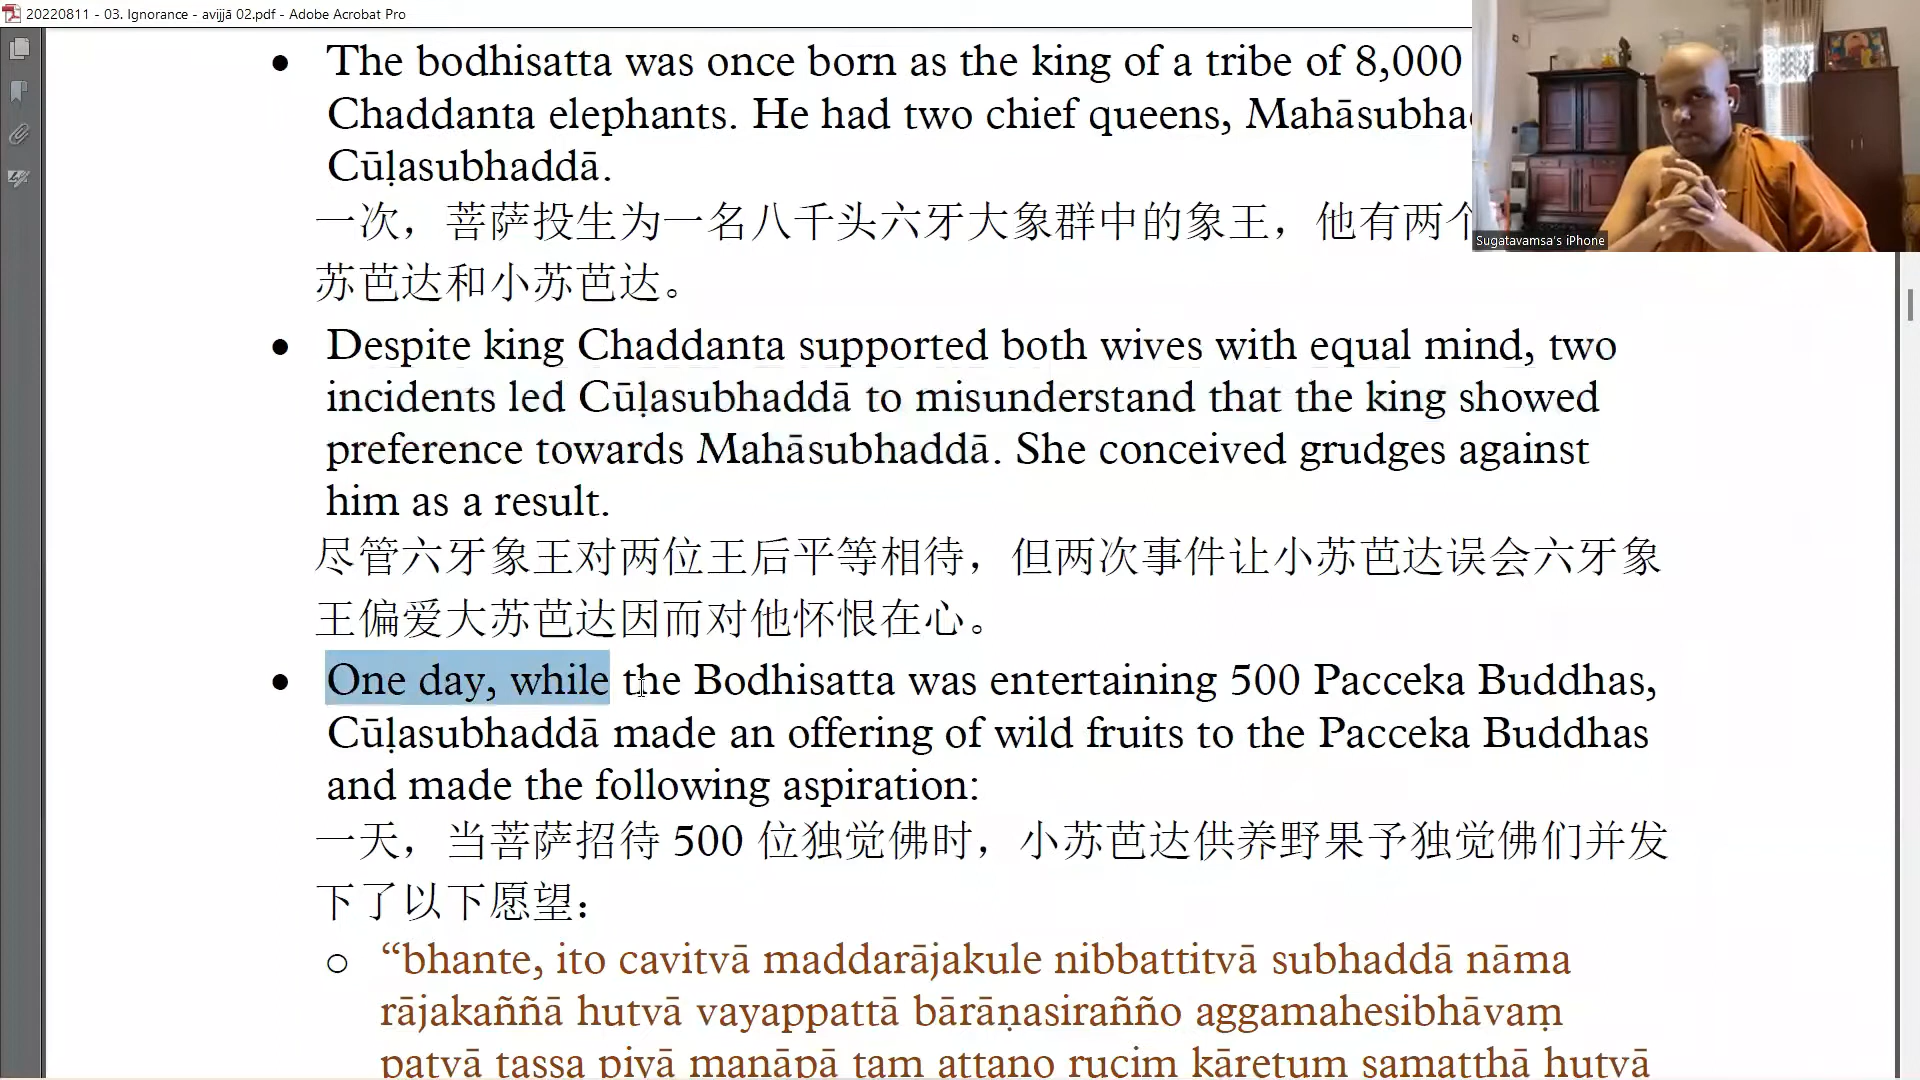 20220811 - 03. Ignorance - avijjā 02.pdf - Adobe Acrobat Pro
• The bodhisatta was once born as the king of a tribe of 8,000
Chaddanta elephants. He had two chief queens,
Cūḷasubhaddā.
一次，菩萨投生为一名八千头六牙大象群中的象王，他有两个
苏芭达和小苏芭达。
Sugatavamsa's iPhone
• Despite king Chaddanta supported both wives with equal mind, two
incidents led Cūḷasubhaddā to misunderstand that the king showed
preference towards Mahāsubhaddā. She conceived grudges against
him as a result.
尽管六牙象王对两位王后平等相待，但两次事件让小苏芭达误会六牙象
王偏爱大苏芭达因而对他怀恨在心。
• One day, while the Bodhisatta was entertaining 500 Pacceka Buddhas,
Cūḷasubhaddā made an offering of wild fruits to the Pacceka Buddhas
and made the following aspiration:
一天，当菩萨招待 500 位独觉佛时，小苏芭达供养野果予独觉佛们并发
下了以下愿望：
○ “bhante, ito cavitvā maddarājakule nibbattitvā subhaddā nāma
rājakaññā hutvā vayappattā bārāṇasirañño aggamahesibhāvaṃ
patvā tassa piyā manāpā taṃ attano ruciṃ kāretuṃ samatthā hutvā